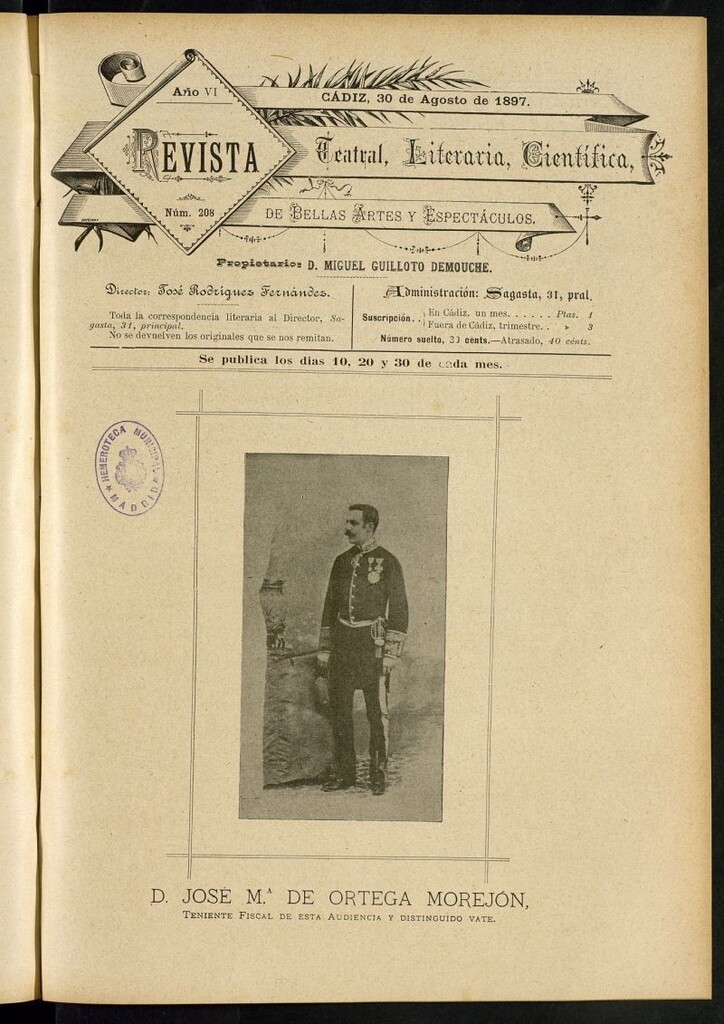 Año VI
CÁDIZ, 30 de Agosto de 1897.
REVISTA Teatral, Literaria, Científica,
Núm. 208
DE BELLAS ARTES Y ESPECTÁCULOS.
Propietario: D. MIGUEL GUILLOTO DEMOUCHE.
Director: José Rodríguez Fernández.
Toda la correspondencia literaria al Director, Sa-
gasta, 31, principal.
No se devuelven los originales que se nos remitan.
Administración: Sagasta, 31, pral.
Suscripción. . En Cádiz, un mes. . . . . . Ptas. 1
Fuera de Cádiz, trimestre. . » 3
Número suelto, 30 cents.—Atrasado, 40 cents.
Se publica los dias 10, 20 y 30 de cada mes.
HEMEROTECA MUNICIPAL
MADRID
D. JOSÉ M.ª DE ORTEGA MOREJÓN,
TENIENTE FISCAL DE ESTA AUDIENCIA Y DISTINGUIDO VATE.